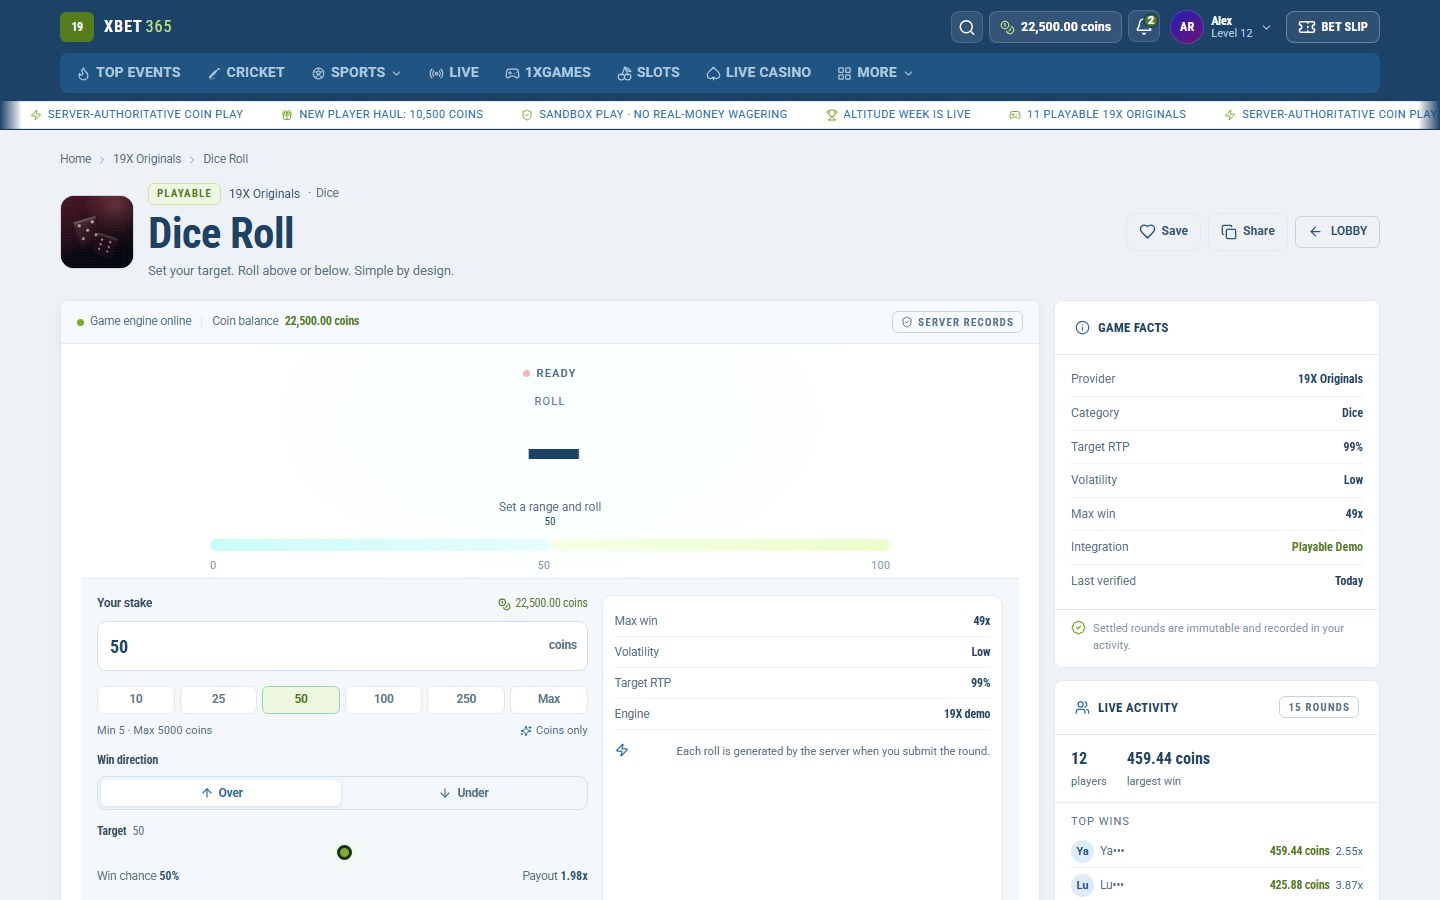 19 XBET 365
22,500.00 coins
2
AR
Alex
Level 12
BET SLIP
TOP EVENTS
CRICKET
SPORTS
LIVE
1XGAMES
SLOTS
LIVE CASINO
MORE
SERVER-AUTHORITATIVE COIN PLAY
NEW PLAYER HAUL: 10,500 COINS
SANDBOX PLAY · NO REAL-MONEY WAGERING
ALTITUDE WEEK IS LIVE
11 PLAYABLE 19X ORIGINALS
SERVER-AUTHORITATIVE COIN PLAY
Home
19X Originals
Dice Roll
PLAYABLE
19X Originals · Dice
Dice Roll
Set your target. Roll above or below. Simple by design.
Save
Share
LOBBY
Game engine online
Coin balance 22,500.00 coins
SERVER RECORDS
READY
ROLL
—
Set a range and roll
50
0
50
100
Your stake
22,500.00 coins
50
coins
10
25
50
100
250
Max
Min 5 · Max 5000 coins
Coins only
Win direction
Over
Under
Target 50
Win chance 50%
Payout 1.98x
Max win 49x
Volatility Low
Target RTP 99%
Engine 19X demo
Each roll is generated by the server when you submit the round.
GAME FACTS
Provider 19X Originals
Category Dice
Target RTP 99%
Volatility Low
Max win 49x
Integration Playable Demo
Last verified Today
Settled rounds are immutable and recorded in your
activity.
LIVE ACTIVITY
15 ROUNDS
12
players
459.44 coins
largest win
TOP WINS
Ya Ya••• 459.44 coins 2.55x
Lu Lu••• 425.88 coins 3.87x